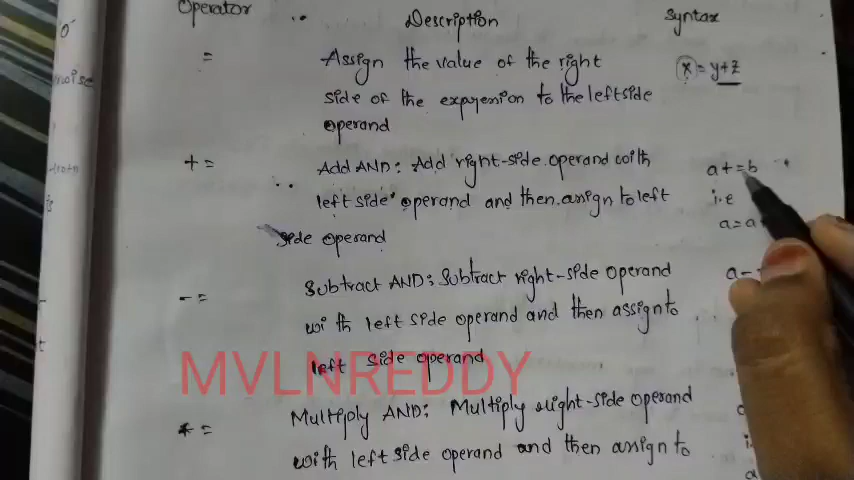 Operator Description Syntax
= Assign the value of the right x = y+z
side of the expression to the leftside
operand
+= Add AND: Add right-side operand with a+=b
left side operand and then assign to left i.e
side operand a=a
-= Subtract AND: Subtract right-side operand a-
with left side operand and then assign to
left side operand
MVLNREDDY
*= Multiply AND: Multiply right-side operand
with left side operand and then assign to